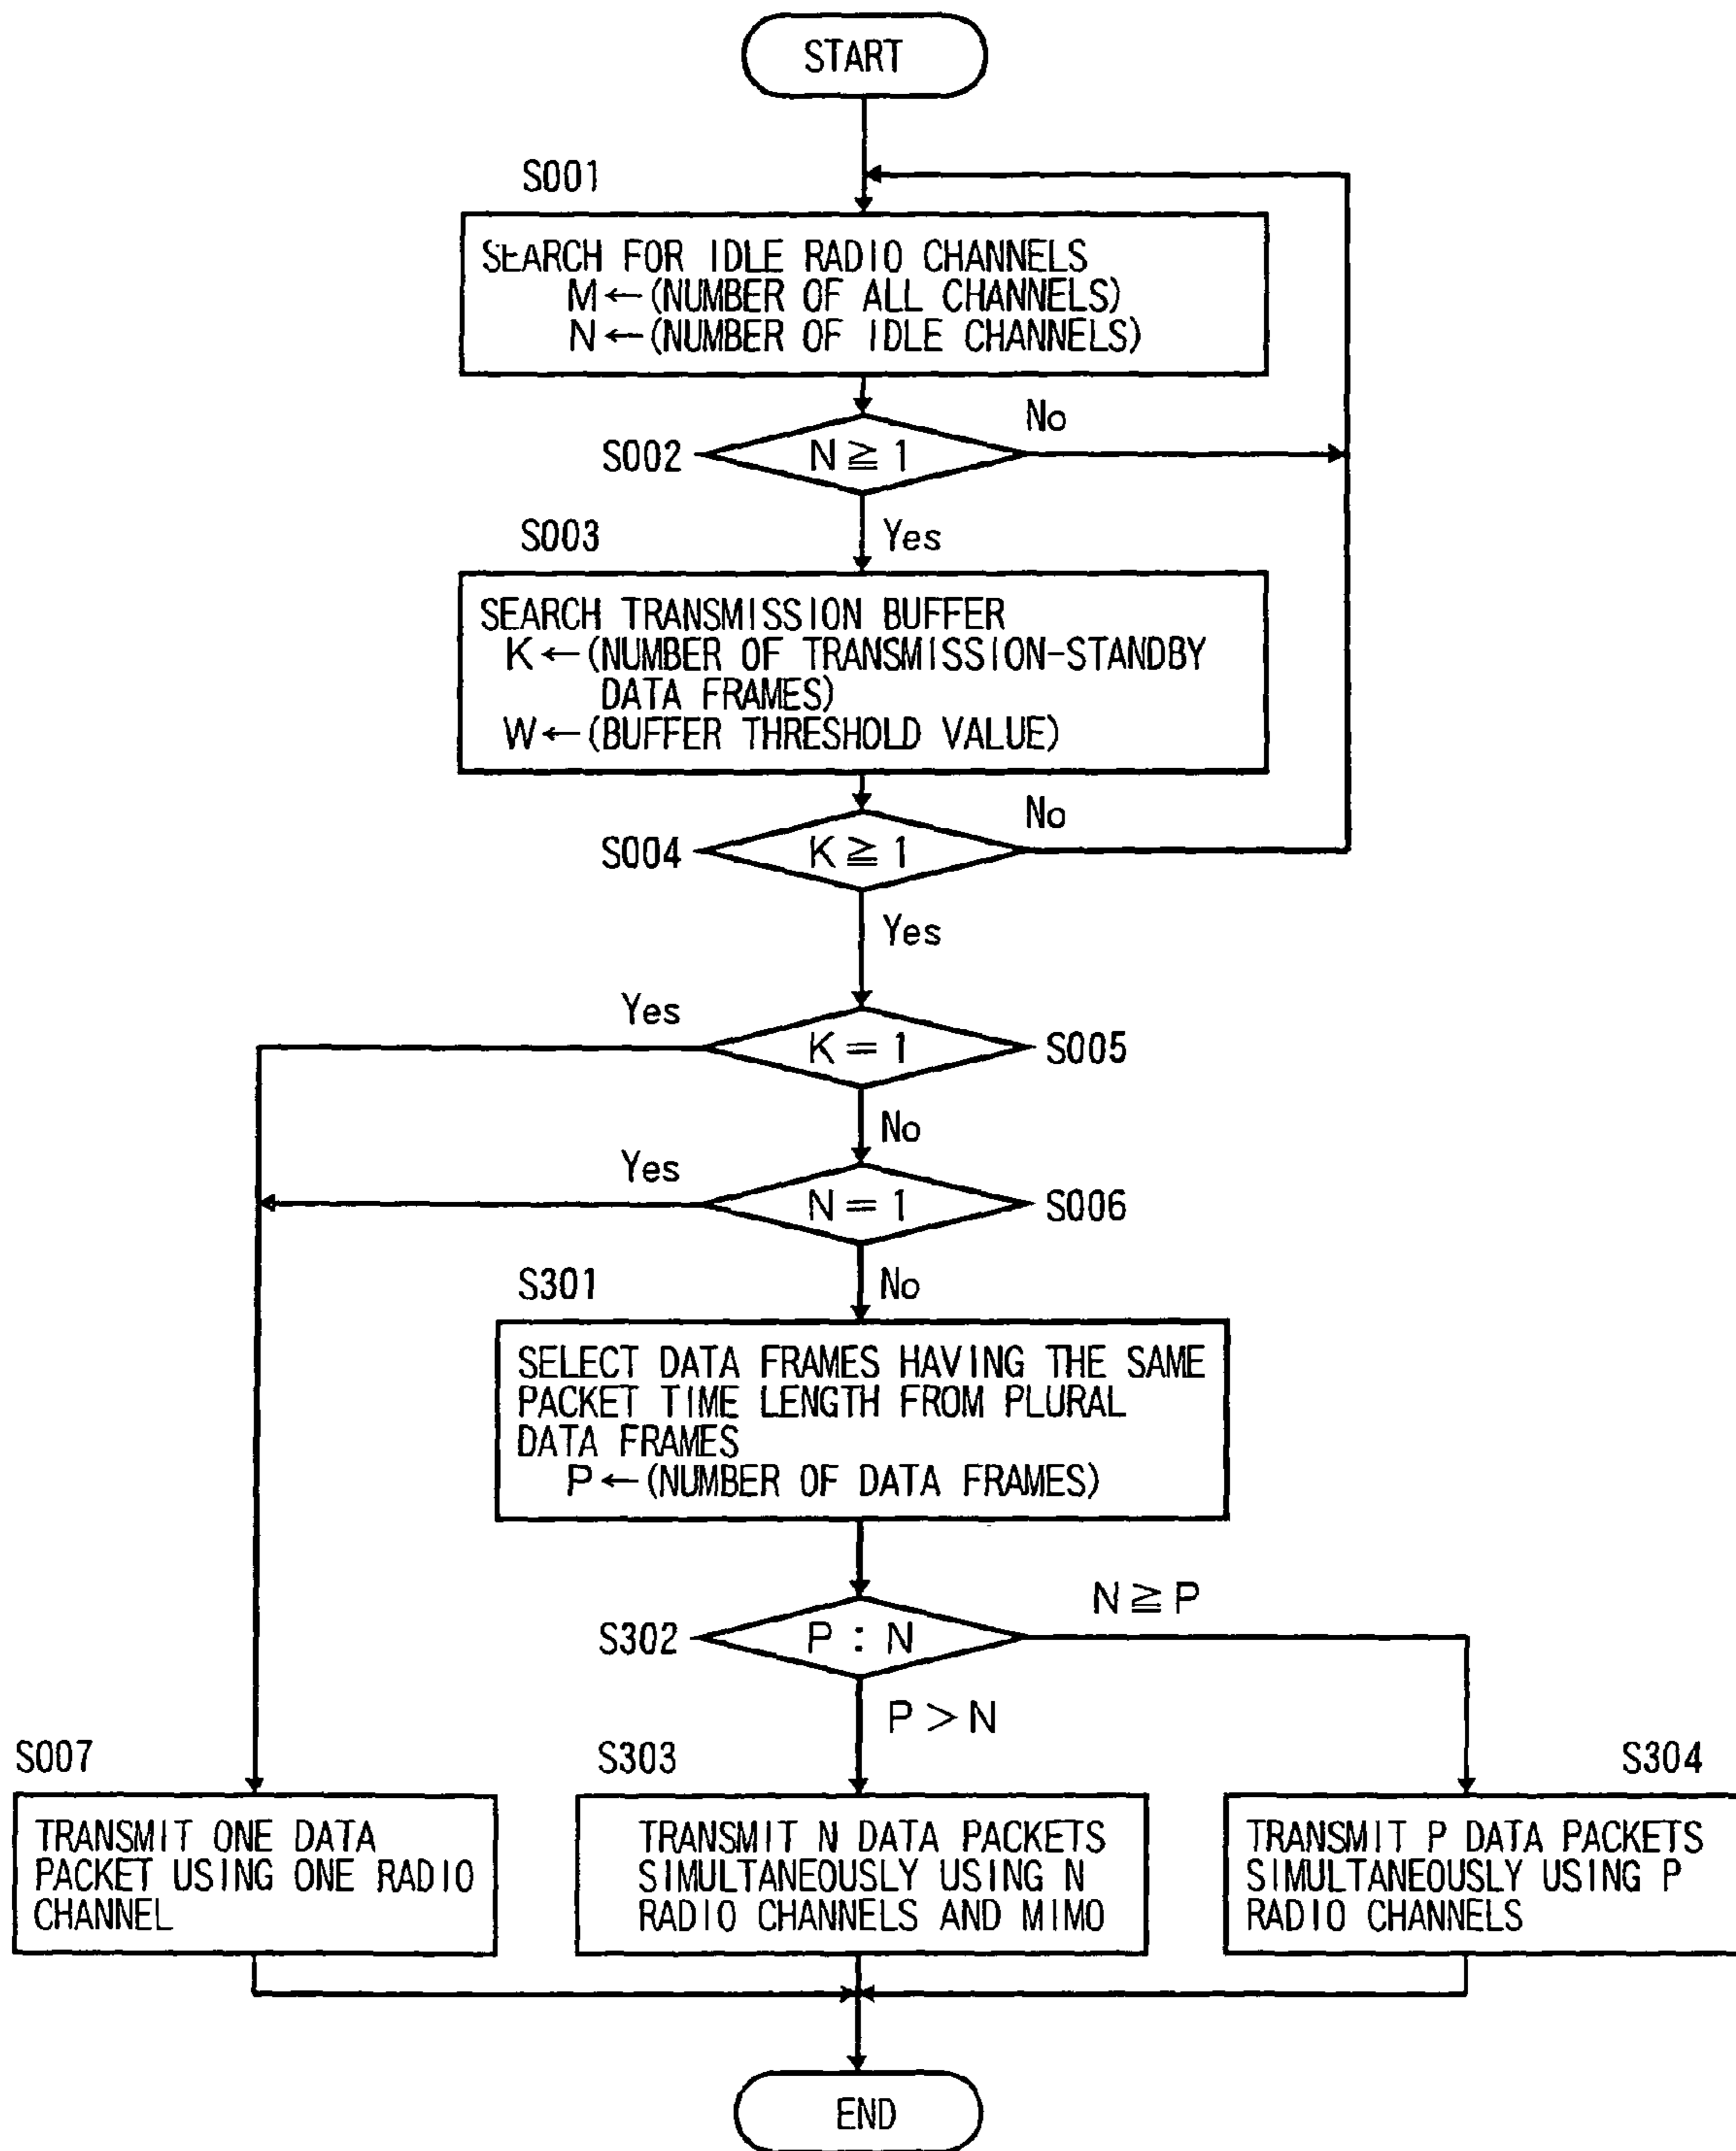 START
S001
SEARCH FOR IDLE RADIO CHANNELS
M←(NUMBER OF ALL CHANNELS)
N←(NUMBER OF IDLE CHANNELS)
No
S002
N≧1
Yes
S003
SEARCH TRANSMISSION BUFFER
K←(NUMBER OF TRANSMISSION-STANDBY
DATA FRAMES)
W←(BUFFER THRESHOLD VALUE)
No
S004
K≧1
Yes
Yes
K=1
S005
No
Yes
N=1
S006
No
S301
SELECT DATA FRAMES HAVING THE SAME
PACKET TIME LENGTH FROM PLURAL
DATA FRAMES
P←(NUMBER OF DATA FRAMES)
N≧P
S302
P : N
P>N
S007
TRANSMIT ONE DATA
PACKET USING ONE RADIO
CHANNEL
S303
TRANSMIT N DATA PACKETS
SIMULTANEOUSLY USING N
RADIO CHANNELS AND MIMO
S304
TRANSMIT P DATA PACKETS
SIMULTANEOUSLY USING P
RADIO CHANNELS
END